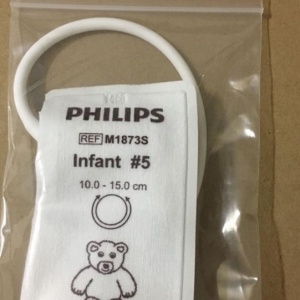 PHILIPS
REF M1873S
Infant #5
10.0 - 15.0 cm